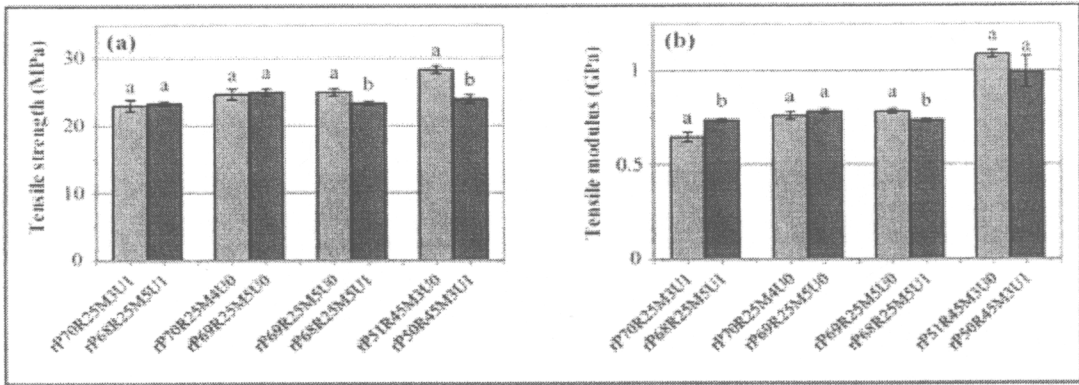 (a)
Tensile strength (MPa)
30
20
10
0
a a a a a b a b
rP70R25M3U1
rP68R25M5U1
rP70R25M4U0
rP69R25M5U0
rP69R25M5U0
rP68R25M5U1
rP51R45M3U0
rP50R45M3U1
(b)
Tensile modulus (GPa)
1
0.5
0
a b a a a b a a
rP70R25M3U1
rP68R25M5U1
rP70R25M4U0
rP69R25M5U0
rP69R25M5U0
rP68R25M5U1
rP51R45M3U0
rP50R45M3U1